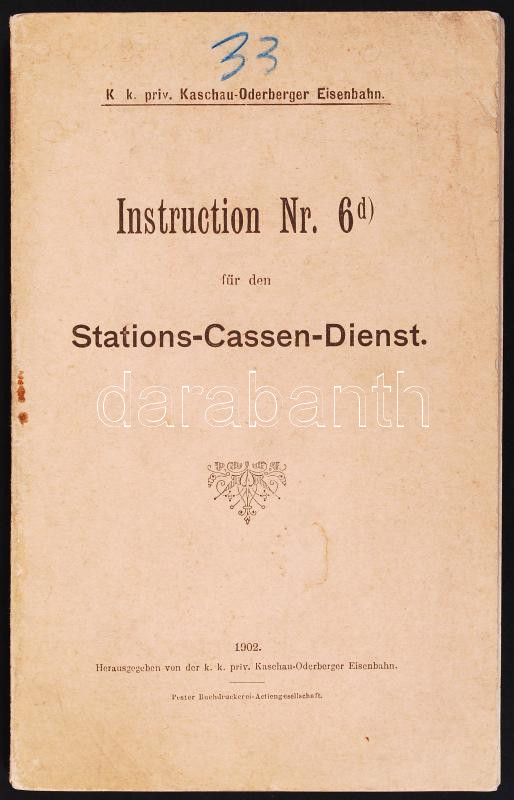 33
K k. priv. Kaschau-Oderberger Eisenbahn.
Instruction Nr. 6d)
für den
Stations-Cassen-Dienst.
darabanth
1902.
Herausgegeben von der k. k. priv. Kaschau-Oderberger Eisenbahn.
Pester Buchdruckerei-Actiengesellschaft.